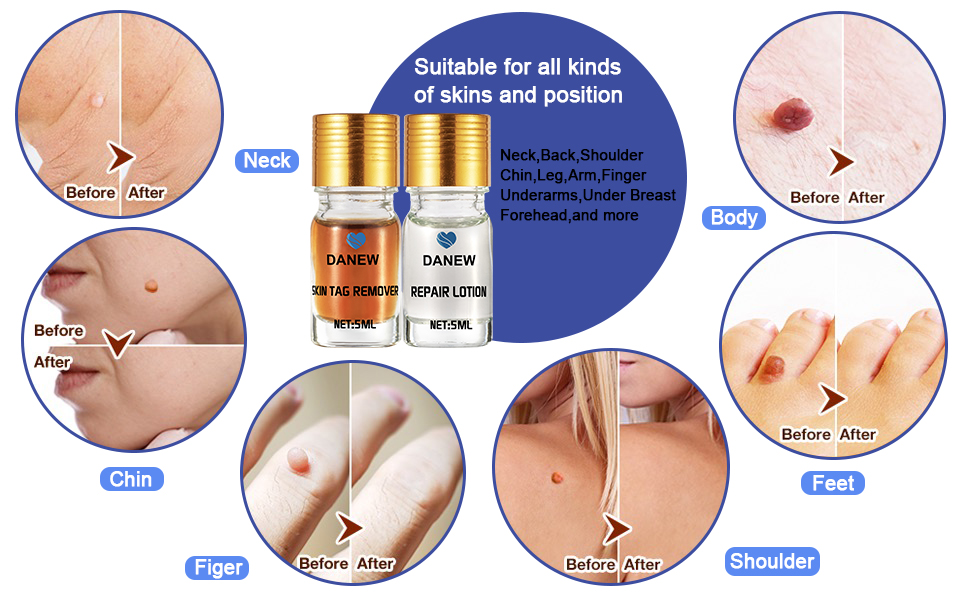 Suitable for all kinds
of skins and position
Neck,Back,Shoulder
Chin,Leg,Arm,Finger
Underarms,Under Breast
Forehead,and more
DANEW
SKIN TAG REMOVER
NET:5ML
DANEW
REPAIR LOTION
NET:5ML
Before After
Neck
Before After
Body
Before
After
Chin
Before After
Figer
Before After
Shoulder
Before After
Feet